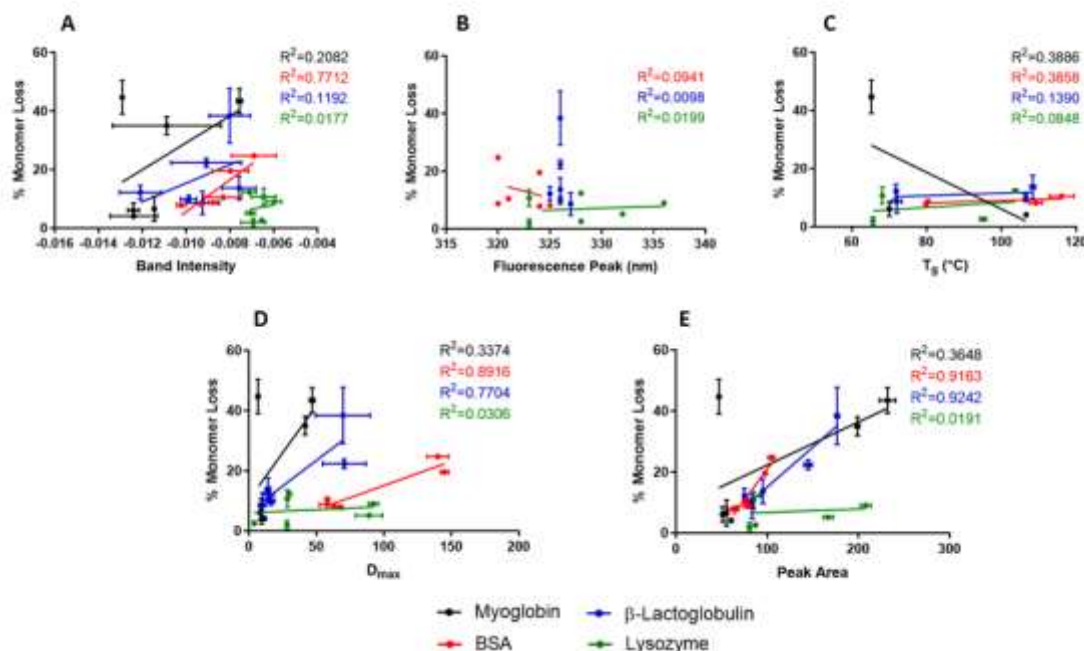 A
60
40
20
0
% Monomer Loss
R²=0.2082
R²=0.7712
R²=0.1192
R²=0.0177
-0.016 -0.014 -0.012 -0.010 -0.008 -0.006 -0.004
Band Intensity
B
60
40
20
0
% Monomer Loss
R²=0.0941
R²=0.0098
R²=0.0199
315 320 325 330 335 340
Fluorescence Peak (nm)
C
60
40
20
0
% Monomer Loss
R²=0.3886
R²=0.3658
R²=0.1390
R²=0.0848
60 80 100 120
Tg (°C)
D
60
40
20
0
% Monomer Loss
R²=0.3374
R²=0.8916
R²=0.7704
R²=0.0306
0 50 100 150 200
Dmax
E
60
40
20
0
% Monomer Loss
R²=0.3648
R²=0.9163
R²=0.9242
R²=0.0191
0 100 200 300
Peak Area
Myoglobin β-Lactoglobulin
BSA Lysozyme